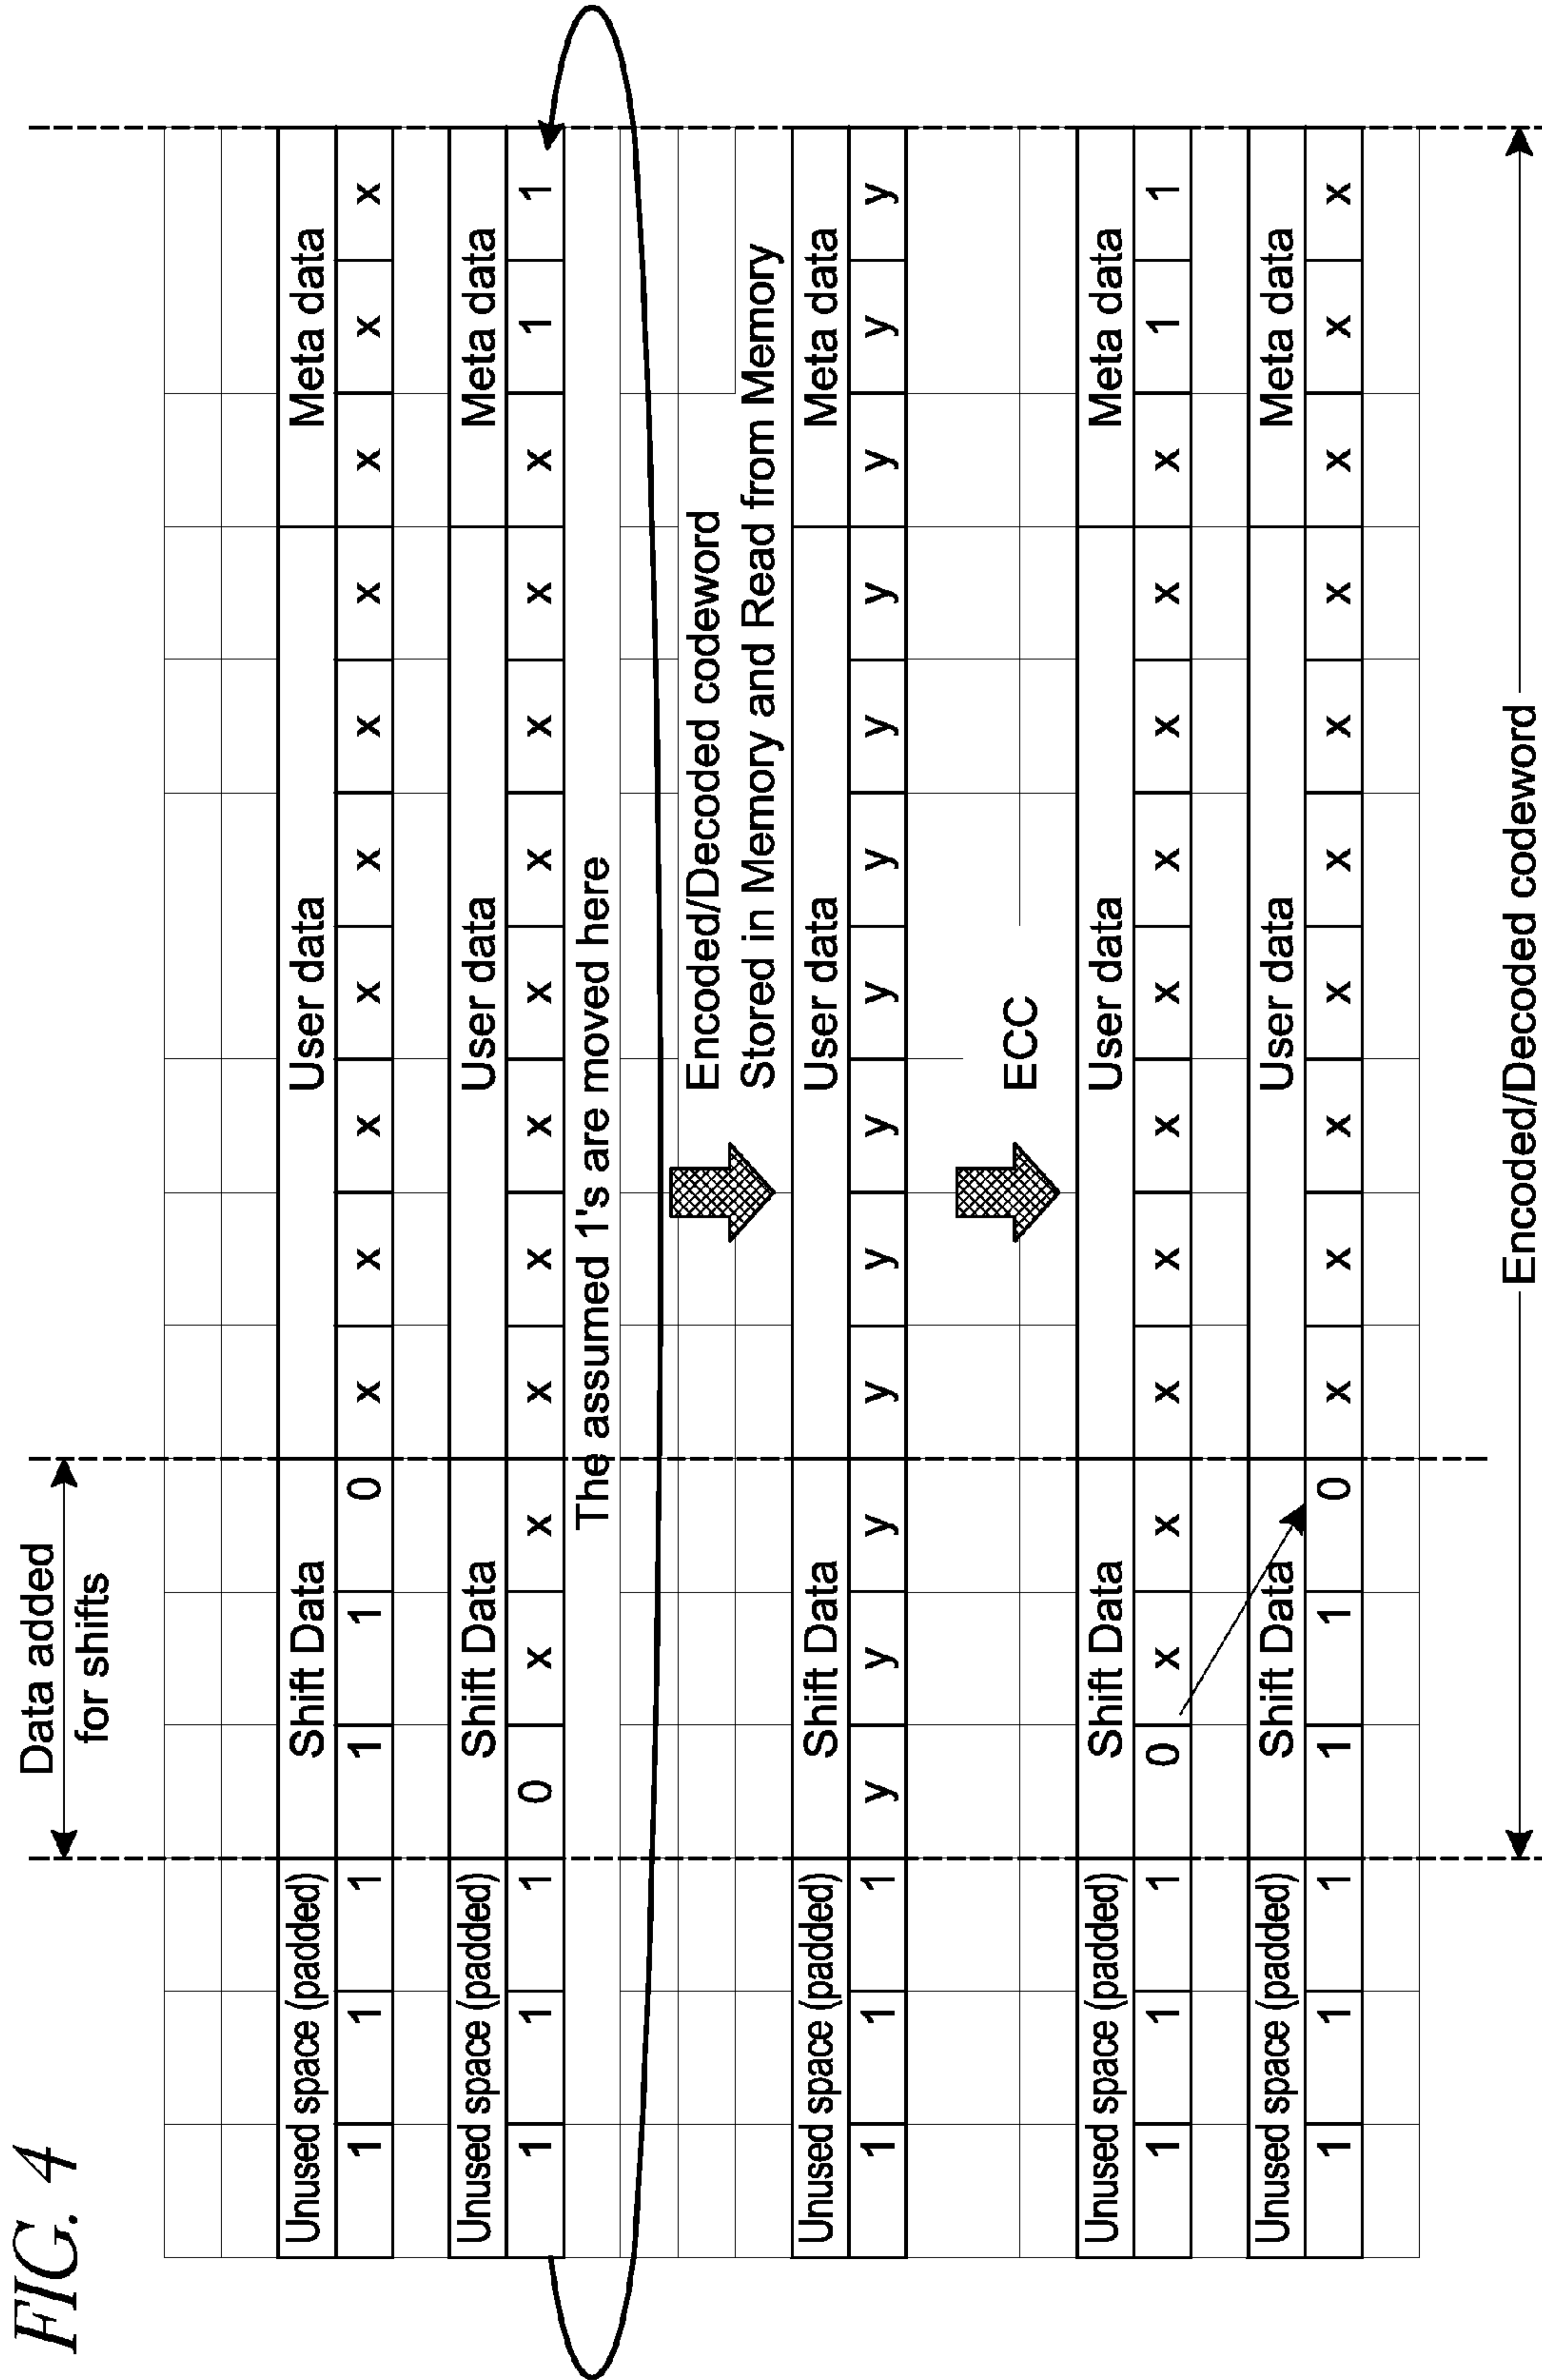 FIG. 4
Data added
for shifts
Unused space (padded) Shift Data User data Meta data
1 1 1 1 1 0 x x x x x x x x x x
Unused space (padded) Shift Data User data Meta data
1 1 1 0 x x x x x x x x x x 1 1
The assumed 1's are moved here
Encoded/Decoded codeword
Stored in Memory and Read from Memory
Unused space (padded) Shift Data User data Meta data
1 1 1 y y y y y y y y y y y y y
ECC
Unused space (padded) Shift Data User data Meta data
1 1 1 0 x x x x x x x x x x 1 1
Unused space (padded) Shift Data User data Meta data
1 1 1 1 1 0 x x x x x x x x x x
Encoded/Decoded codeword